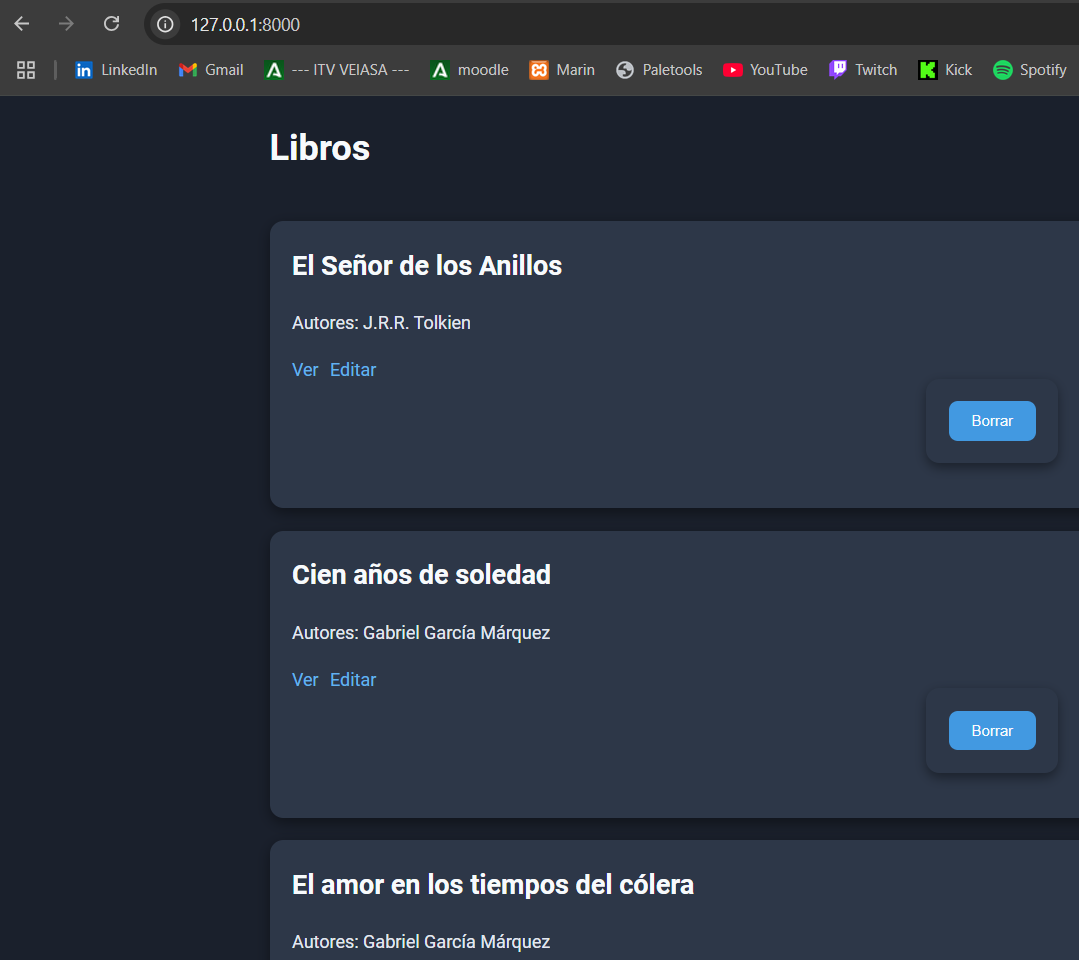 127.0.0.1:8000
LinkedIn Gmail --- ITV VEIASA --- moodle Marin Paletools YouTube Twitch Kick Spotify
Libros
El Señor de los Anillos
Autores: J.R.R. Tolkien
Ver Editar
Borrar
Cien años de soledad
Autores: Gabriel García Márquez
Ver Editar
Borrar
El amor en los tiempos del cólera
Autores: Gabriel García Márquez